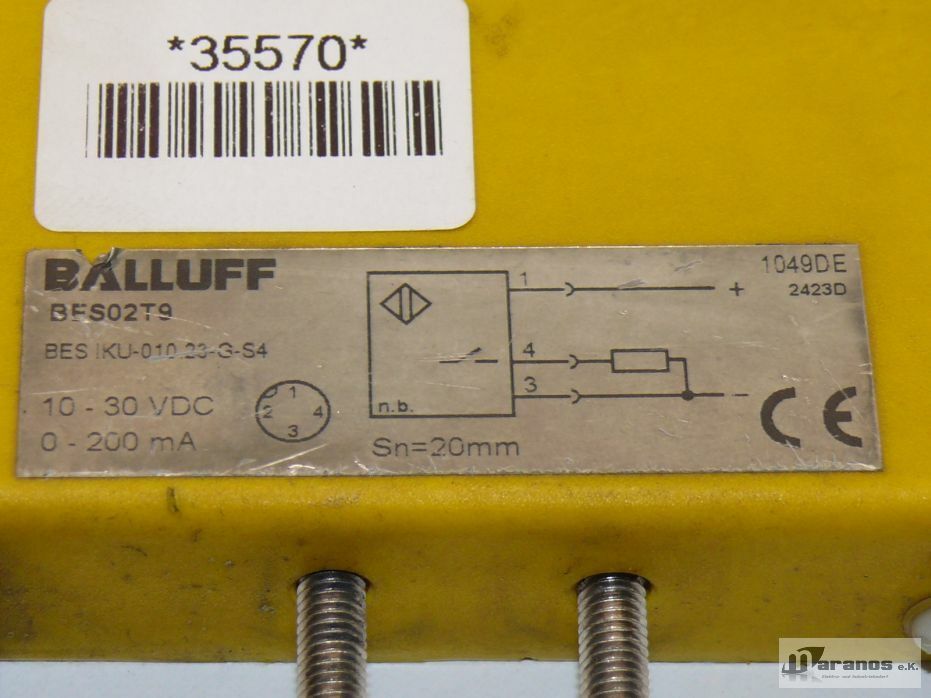 *35570*
BALLUFF
BES02T9
BES IKU-010.23-G-S4
10 - 30 VDC
0 - 200 mA
1
2 4
3
n.b.
Sn=20mm
1 +
4
3 -
1049DE
2423D
CE
maranos e.K.